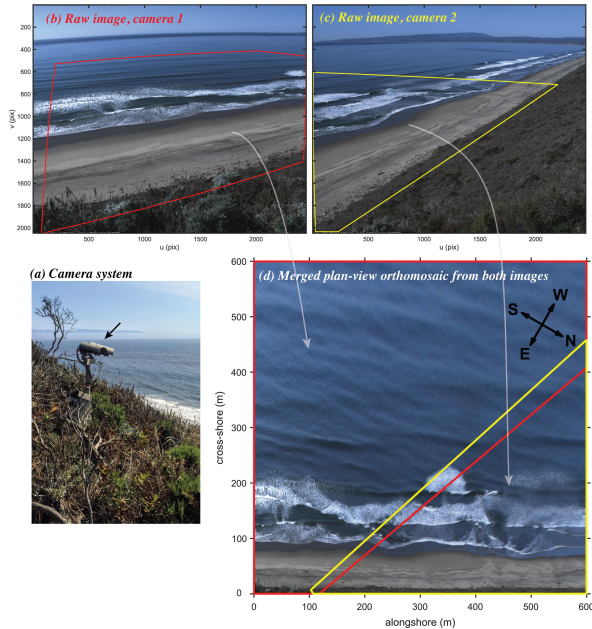 (b) Raw image, camera 1
(c) Raw image, camera 2
0
200
400
600
800
1000
1200
1400
1600
1800
2000
v (pix)
500 1000 1500 2000
u (pix)
500 1000 1500 2000
u (pix)
(a) Camera system
(d) Merged plan-view orthomosaic from both images
S W
E N
600
500
400
300
200
100
0
cross-shore (m)
0 100 200 300 400 500 600
alongshore (m)